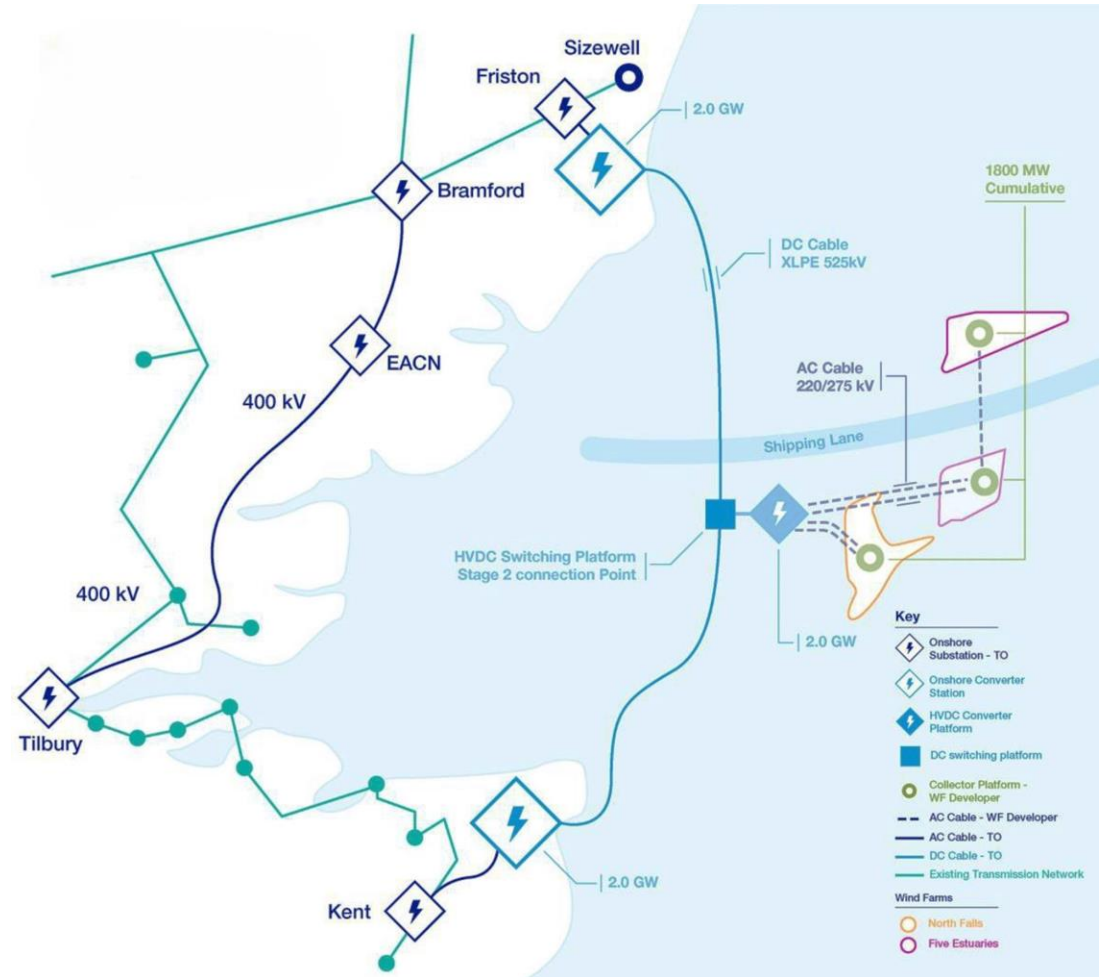 Sizewell
Friston
| 2.0 GW
Bramford
1800 MW
Cumulative
DC Cable
XLPE 525kV
EACN
AC Cable
220/275 kV
400 kV
Shipping Lane
HVDC Switching Platform
Stage 2 connection Point
400 kV
| 2.0 GW
Tilbury
| 2.0 GW
Kent
Key
Onshore
Substation - TO
Onshore Converter
Station
HVDC Converter
Platform
DC switching platform
Collector Platform -
WF Developer
AC Cable - WF Developer
AC Cable - TO
DC Cable - TO
Existing Transmission Network
Wind Farms
North Falls
Five Estuaries